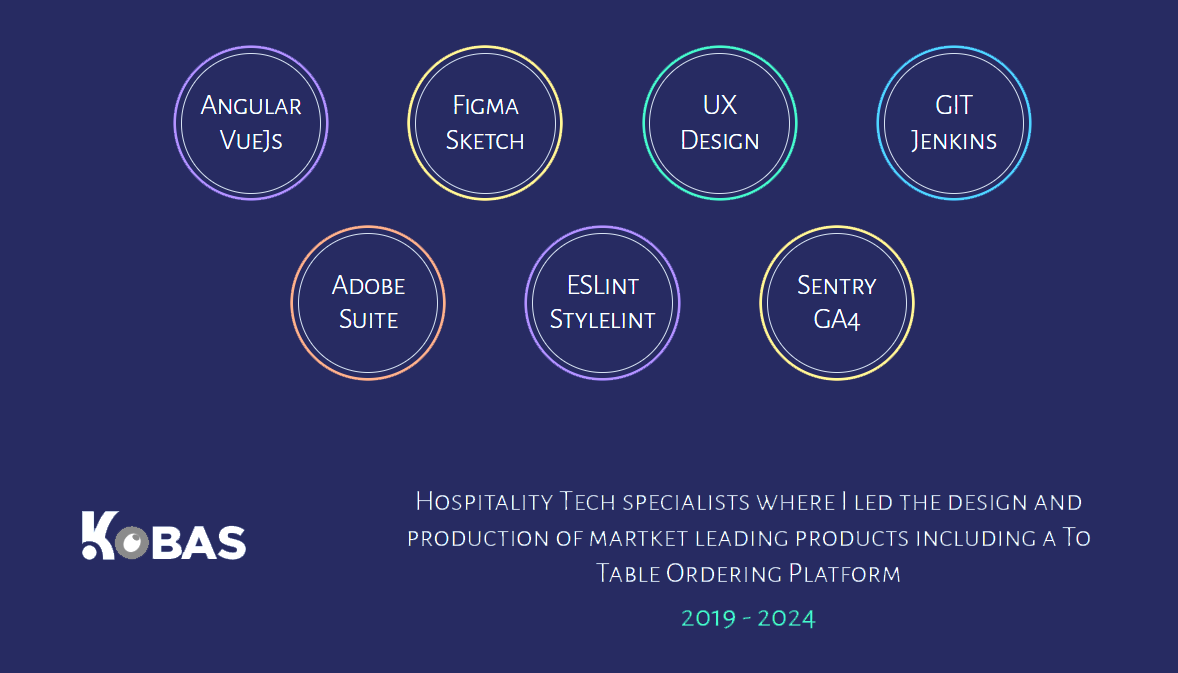 Angular
VueJs
Figma
Sketch
UX
Design
GIT
Jenkins
Adobe
Suite
ESLint
Stylelint
Sentry
GA4
KOBAS
Hospitality Tech specialists where I led the design and
production of martket leading products including a To
Table Ordering Platform
2019 - 2024